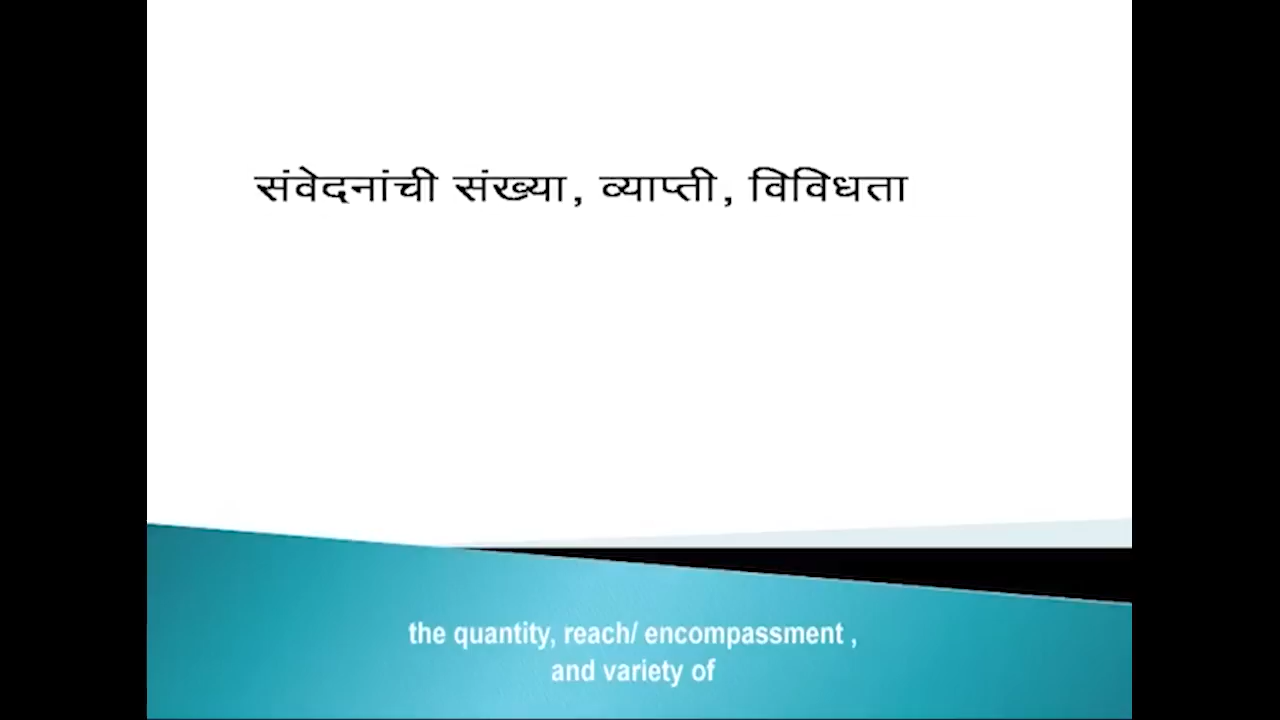 संवेदनांची संख्या, व्याप्ती, विविधता
the quantity, reach/ encompassment ,
and variety of